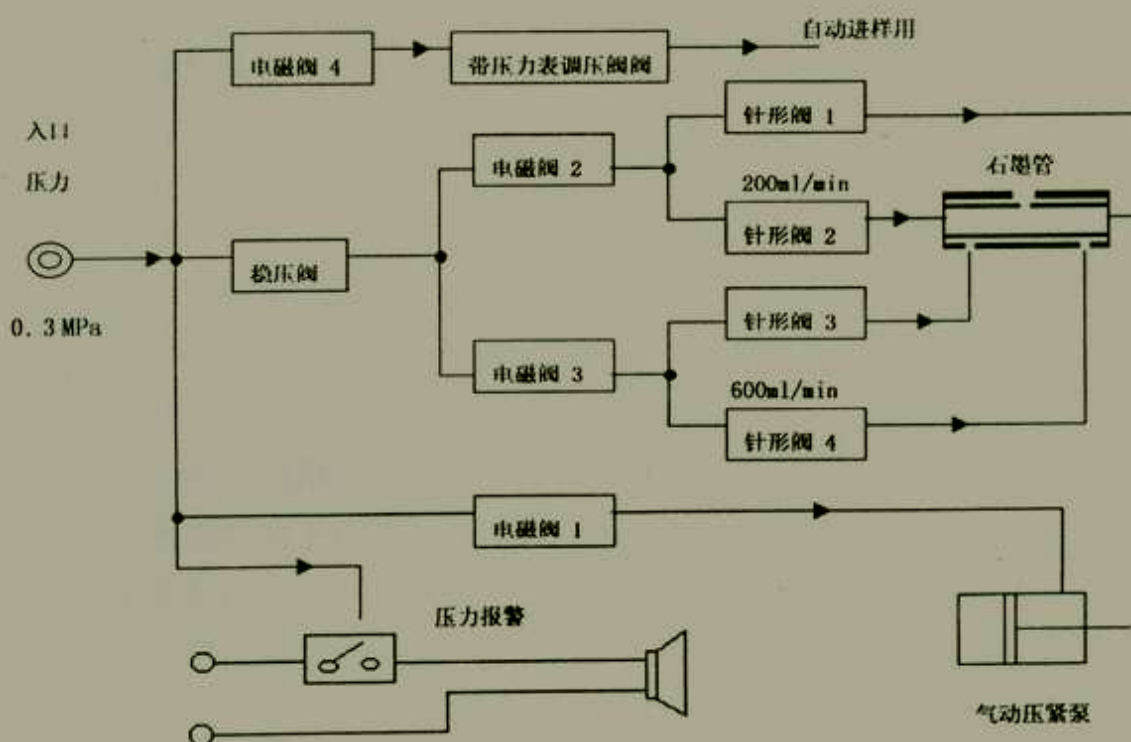 自动进样用
电磁阀 4
带压力表调压阀阀
针形阀 1
入口
压力
电磁阀 2
石墨管
200ml/min
针形阀 2
稳压阀
0.3MPa
针形阀 3
电磁阀 3
600ml/min
针形阀 4
电磁阀 1
压力报警
气动压紧泵